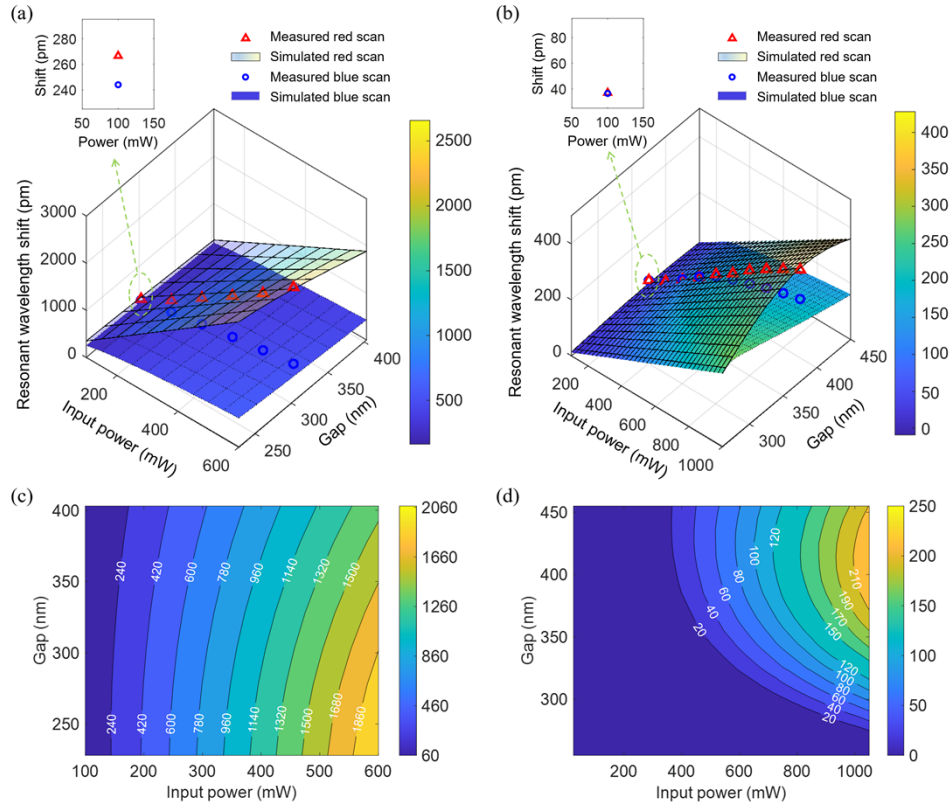 (a)
280
260
240
Shift (pm)
50 100 150
Power (mW)
Measured red scan
Simulated red scan
Measured blue scan
Simulated blue scan
3000
2000
1000
0
Resonant wavelength shift (pm)
200
400
600
Input power (mW)
250
300
350
400
Gap (nm)
2500
2000
1500
1000
500
(b)
80
60
40
Shift (pm)
50 100 150
Power (mW)
Measured red scan
Simulated red scan
Measured blue scan
Simulated blue scan
400
200
0
Resonant wavelength shift (pm)
200
400
600
800
1000
Input power (mW)
300
350
400
450
Gap (nm)
400
350
300
250
200
150
100
50
0
(c)
400
350
300
250
Gap (nm)
240 420 600 780 960 1140 1320 1500
240 420 600 780 960 1140 1320 1500 1680 1860
100 200 300 400 500 600
Input power (mW)
2060
1660
1260
860
460
60
(d)
450
400
350
300
Gap (nm)
20 40 60 80 100 120 150 170 190 210
20 40 60 80 100 120
200 400 600 800 1000
Input power (mW)
250
200
150
100
50
0